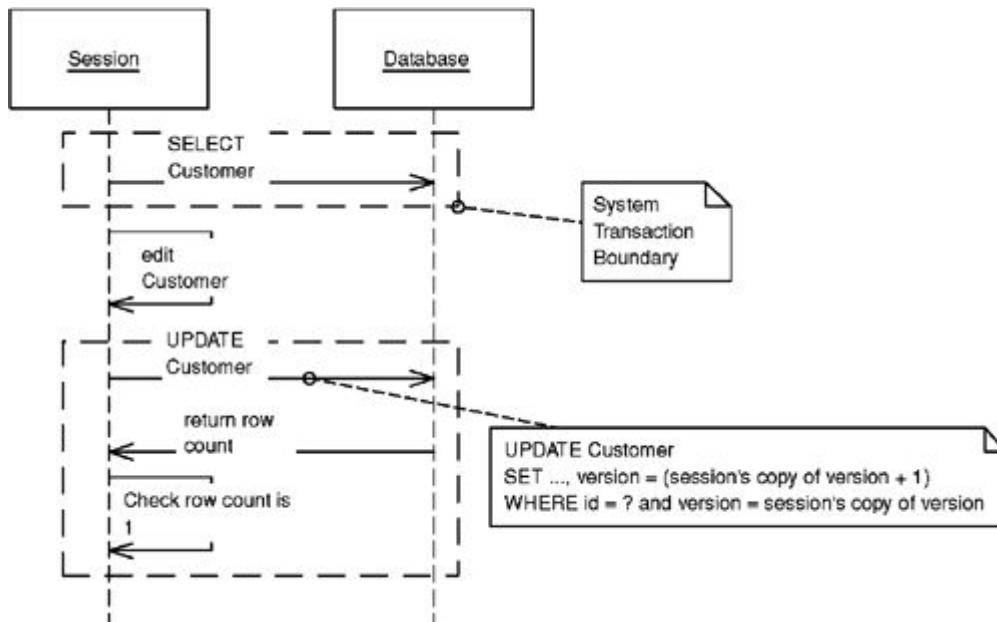 Session
Database
SELECT
Customer
System
Transaction
Boundary
edit
Customer
UPDATE
Customer
return row
count
UPDATE Customer
SET ..., version = (session's copy of version + 1)
WHERE id = ? and version = session's copy of version
Check row count is
1